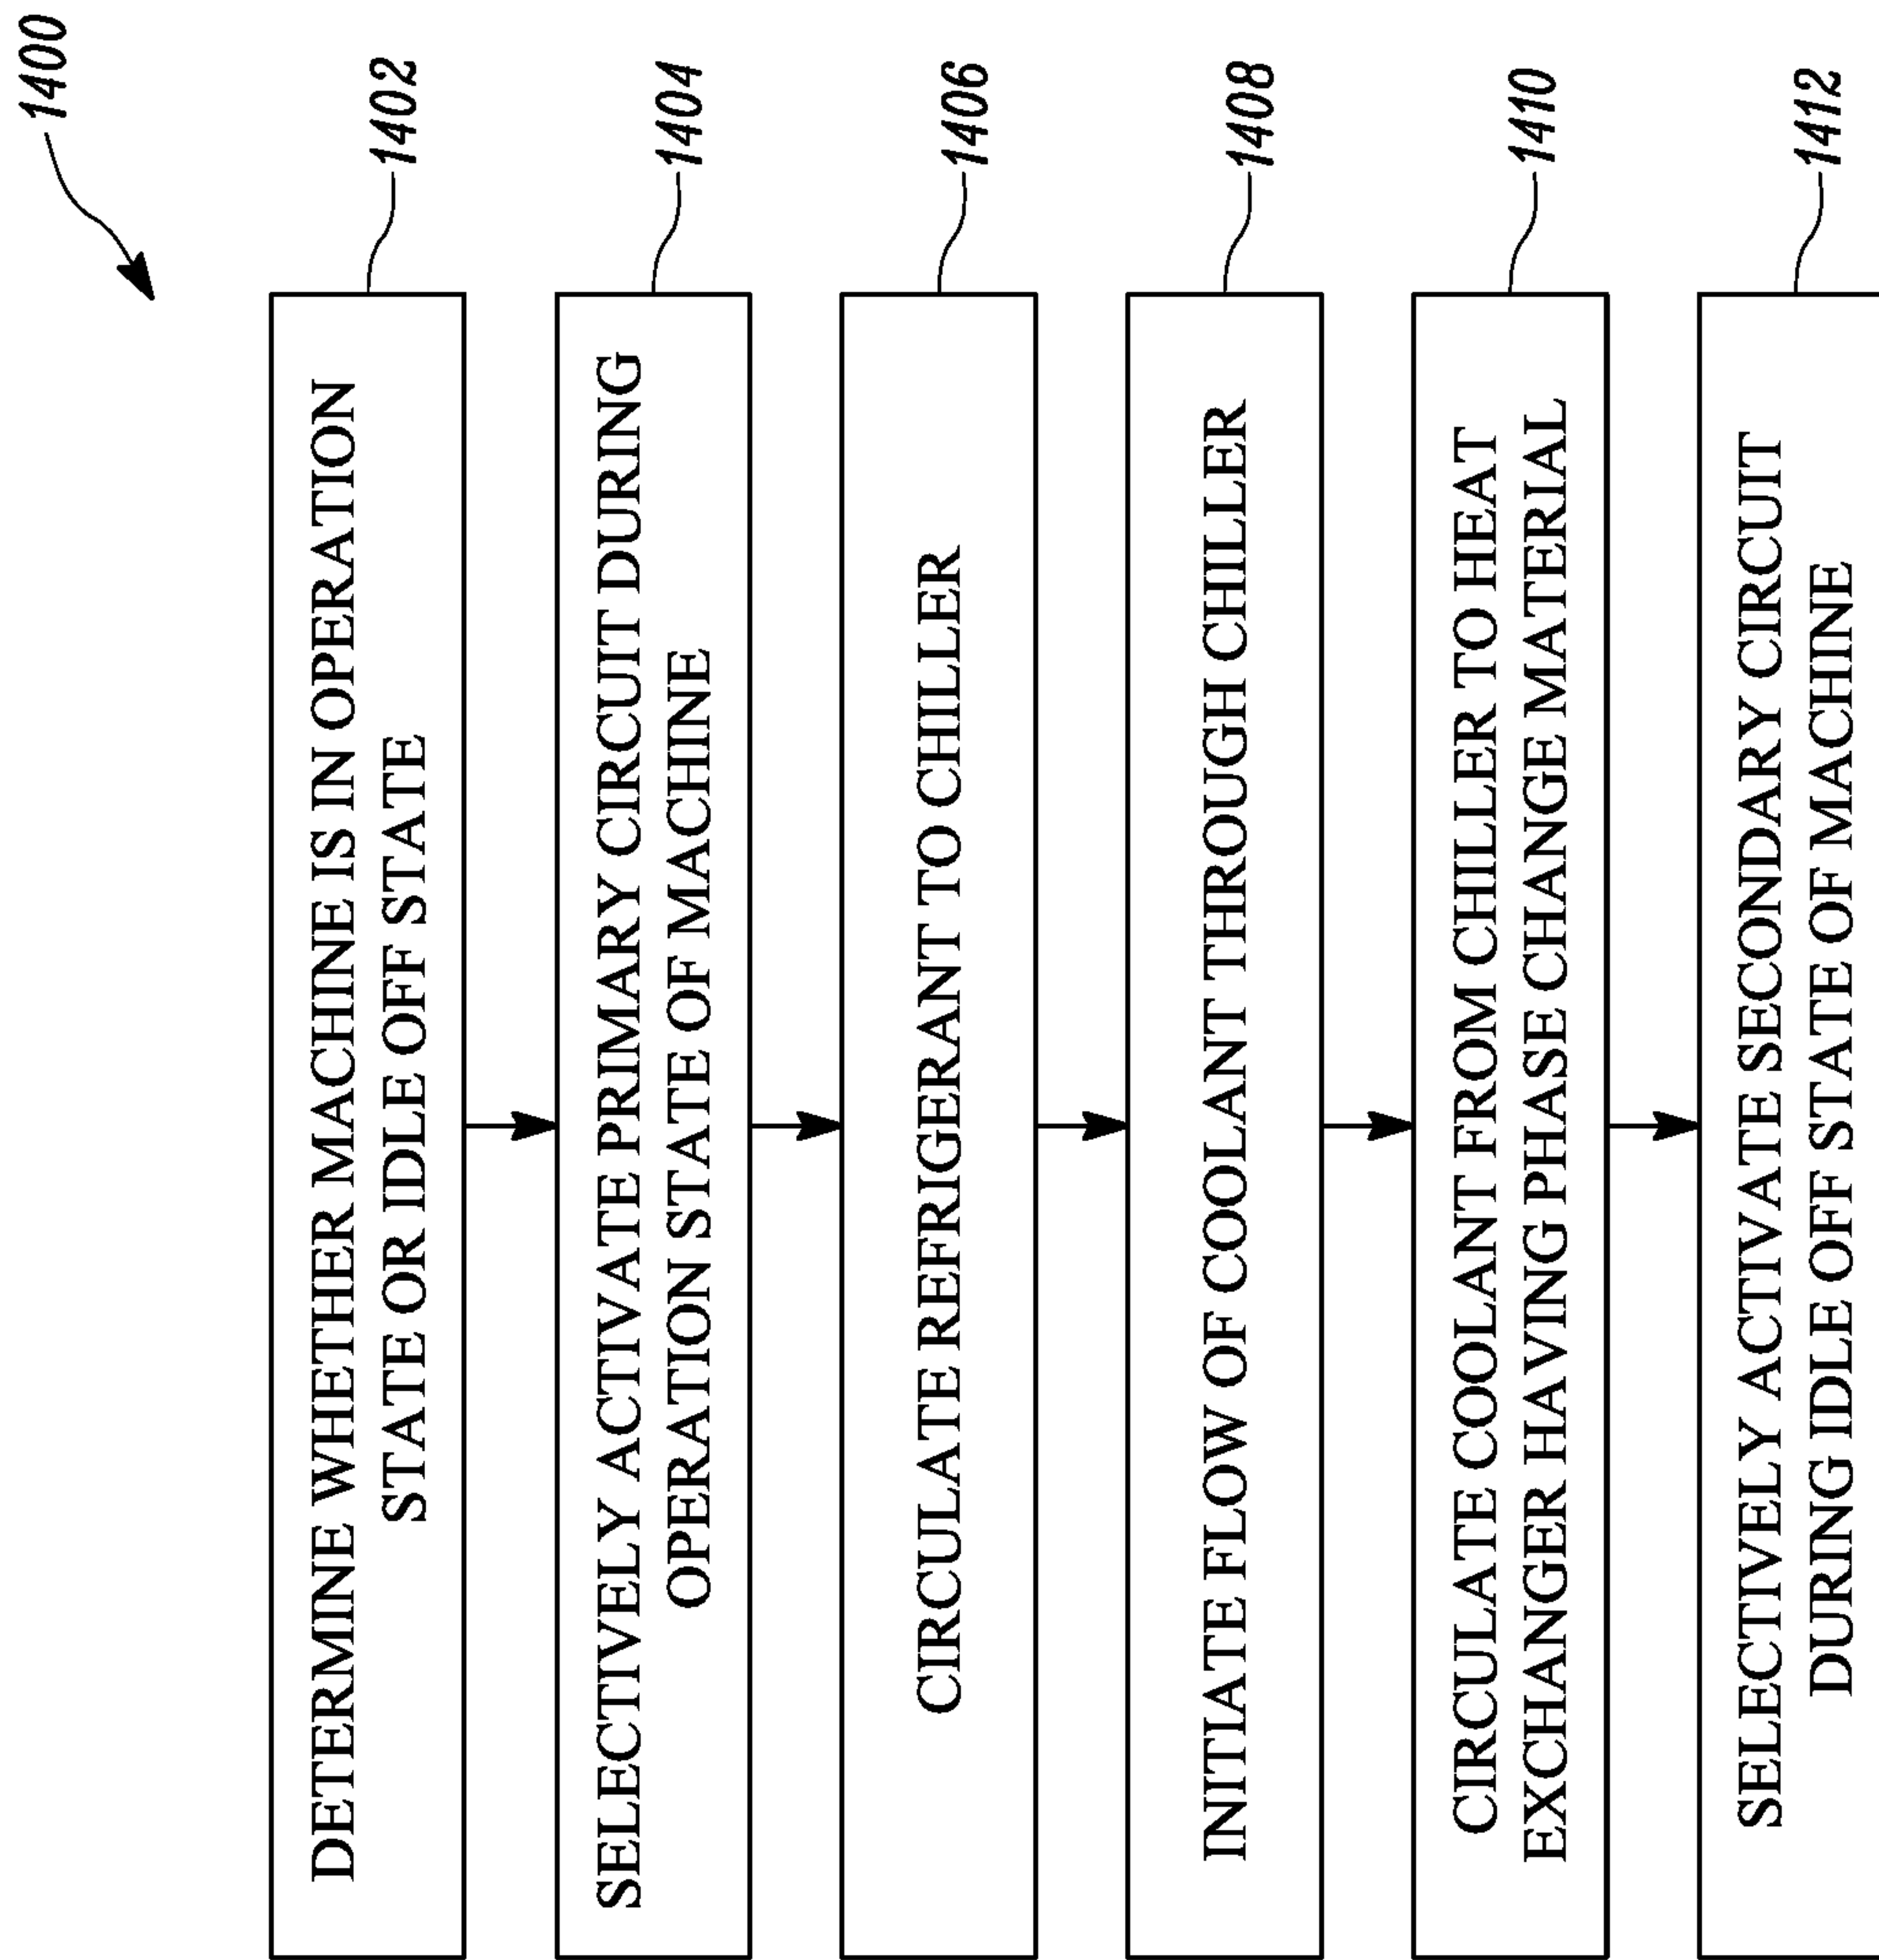 1400
DETERMINE WHETHER MACHINE IS IN OPERATION
STATE OR IDLE OFF STATE
1402
SELECTIVELY ACTIVATE PRIMARY CIRCUIT DURING
OPERATION STATE OF MACHINE
1404
CIRCULATE REFRIGERANT TO CHILLER
1406
INITIATE FLOW OF COOLANT THROUGH CHILLER
1408
CIRCULATE COOLANT FROM CHILLER TO HEAT
EXCHANGER HAVING PHASE CHANGE MATERIAL
1410
SELECTIVELY ACTIVATE SECONDARY CIRCUIT
DURING IDLE OFF STATE OF MACHINE
1412